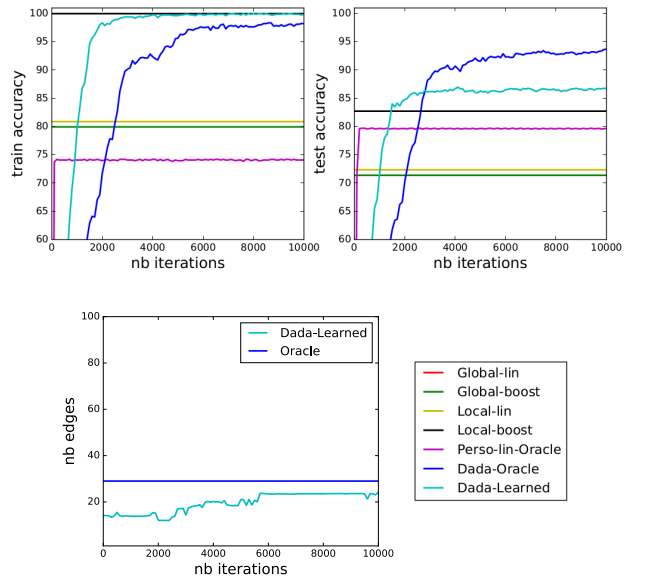 100
95
90
85
80
75
70
65
60
train accuracy
0 2000 4000 6000 8000 10000
nb iterations
100
95
90
85
80
75
70
65
60
test accuracy
0 2000 4000 6000 8000 10000
nb iterations
100
80
60
40
20
nb edges
0 2000 4000 6000 8000 10000
nb iterations
Dada-Learned
Oracle
Global-lin
Global-boost
Local-lin
Local-boost
Perso-lin-Oracle
Dada-Oracle
Dada-Learned